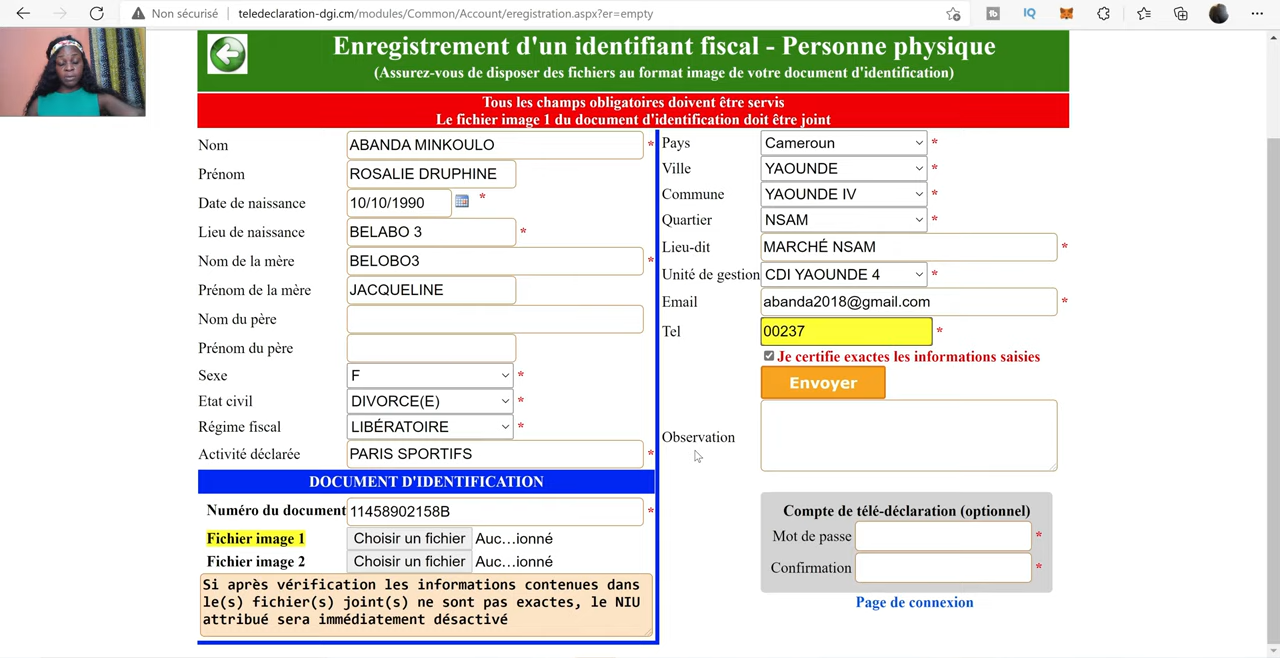 Non sécurisé | teledeclaration-dgi.cm/modules/Common/Account/eregistration.aspx?er=empty
Enregistrement d'un identifiant fiscal - Personne physique
(Assurez-vous de disposer des fichiers au format image de votre document d'identification)
Tous les champs obligatoires doivent être servis
Le fichier image 1 du document d'identification doit être joint
Nom ABANDA MINKOULO *
Prénom ROSALIE DRUPHINE
Date de naissance 10/10/1990 *
Lieu de naissance BELABO 3 *
Nom de la mère BELOBO3 *
Prénom de la mère JACQUELINE
Nom du père
Prénom du père
Sexe F *
Etat civil DIVORCE(E) *
Régime fiscal LIBÉRATOIRE *
Activité déclarée PARIS SPORTIFS *
DOCUMENT D'IDENTIFICATION
Numéro du document 11458902158B *
Fichier image 1 Choisir un fichier Auc...ionné
Fichier image 2 Choisir un fichier Auc...ionné
Si après vérification les informations contenues dans
le(s) fichier(s) joint(s) ne sont pas exactes, le NIU
attribué sera immédiatement désactivé
Pays Cameroun *
Ville YAOUNDE *
Commune YAOUNDE IV *
Quartier NSAM *
Lieu-dit MARCHÉ NSAM *
Unité de gestion CDI YAOUNDE 4 *
Email abanda2018@gmail.com *
Tel 00237 *
Je certifie exactes les informations saisies
Envoyer
Observation
Compte de télé-déclaration (optionnel)
Mot de passe *
Confirmation *
Page de connexion